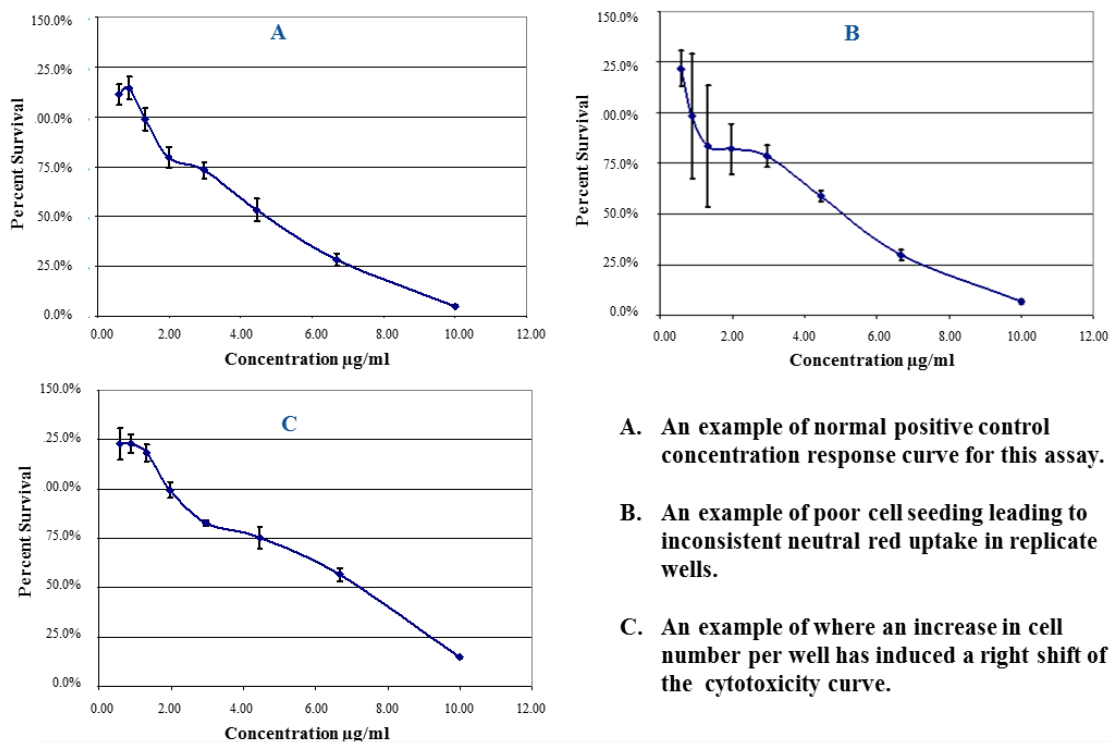 A
150.0%
25.0%
00.0%
75.0%
50.0%
25.0%
0.0%
Percent Survival
0.00 2.00 4.00 6.00 8.00 10.00 12.00
Concentration µg/ml
B
150.0%
25.0%
00.0%
75.0%
50.0%
25.0%
0.0%
Percent Survival
0.00 2.00 4.00 6.00 8.00 10.00 12.00
Concentration µg/ml
C
150.0%
25.0%
00.0%
75.0%
50.0%
25.0%
0.0%
Percent Survival
0.00 2.00 4.00 6.00 8.00 10.00 12.00
Concentration µg/ml
A. An example of normal positive control
concentration response curve for this assay.
B. An example of poor cell seeding leading to
inconsistent neutral red uptake in replicate
wells.
C. An example of where an increase in cell
number per well has induced a right shift of
the cytotoxicity curve.